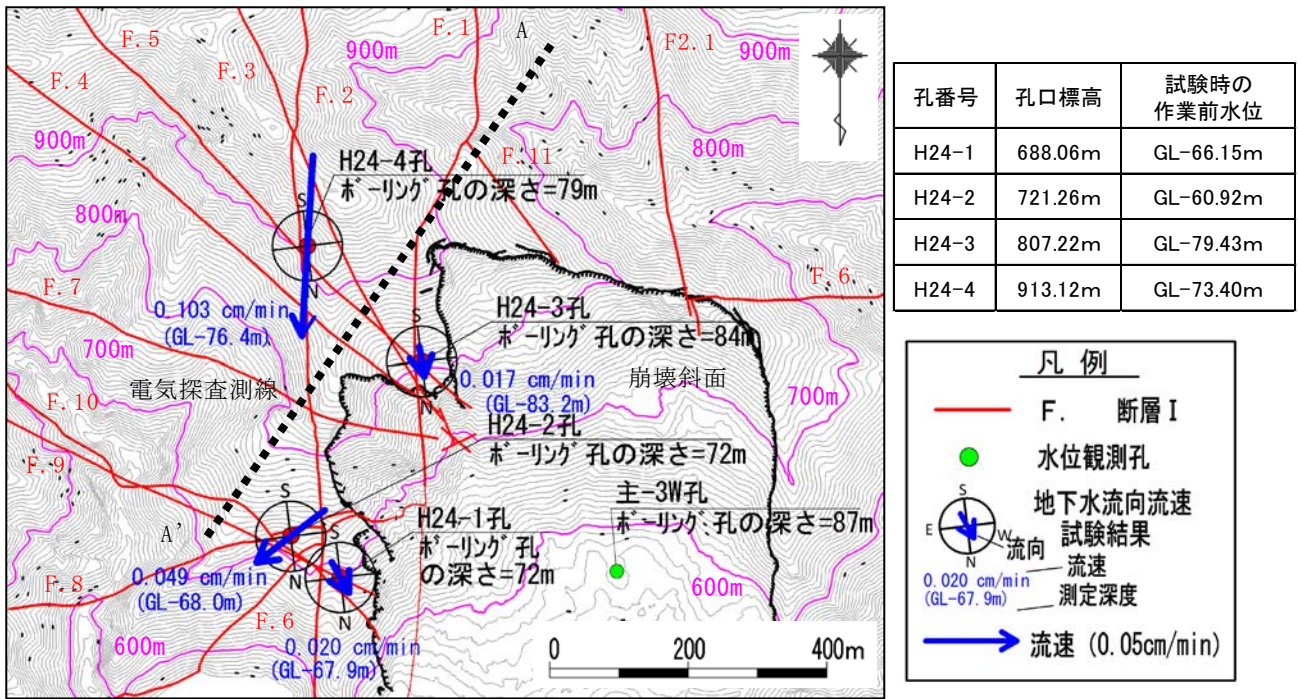 F.5
F.1
A
F2.1
900m
900m
F.3
F.4
F.2
900m
F.11
800m
H24-4孔
ボーリング孔の深さ=79m
S
N
800m
F.7
F.6
0.103 cm/min
(GL-76.4m)
H24-3孔
ボーリング孔の深さ=84m
S
N
700m
0.017 cm/min
(GL-83.2m)
崩壊斜面
700m
電気探査測線
F.10
H24-2孔
ボーリング孔の深さ=72m
F.9
S
N
主-3W孔
ボーリング孔の深さ=87m
H24-1孔
ボーリング孔
の深さ=72m
S
N
A'
0.049 cm/min
(GL-68.0m)
F.8
600m
600m
F.6
0.020 cm/min
(GL-67.9m)
0 200 400m
孔番号 孔口標高 試験時の
作業前水位
H24-1 688.06m GL-66.15m
H24-2 721.26m GL-60.92m
H24-3 807.22m GL-79.43m
H24-4 913.12m GL-73.40m
凡 例
F. 断層Ⅰ
水位観測孔
S
E
W
N
地下水流向流速
試験結果
流向
流速
0.020 cm/min
(GL-67.9m)
測定深度
流速 (0.05cm/min)